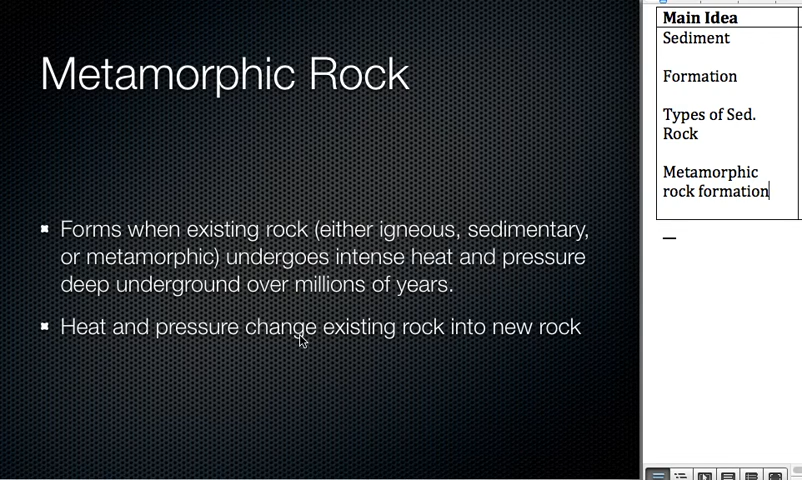 Metamorphic Rock
Forms when existing rock (either igneous, sedimentary,
or metamorphic) undergoes intense heat and pressure
deep underground over millions of years.
Heat and pressure change existing rock into new rock
Main Idea
Sediment
Formation
Types of Sed.
Rock
Metamorphic
rock formation